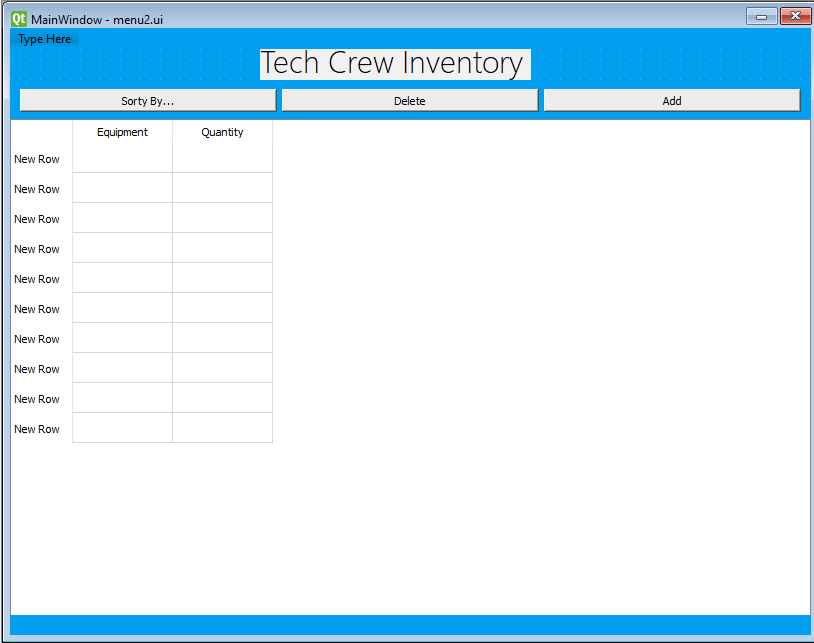 Qt MainWindow - menu2.ui
Type Here
Tech Crew Inventory
Sorty By... Delete Add
Equipment Quantity
New Row
New Row
New Row
New Row
New Row
New Row
New Row
New Row
New Row
New Row